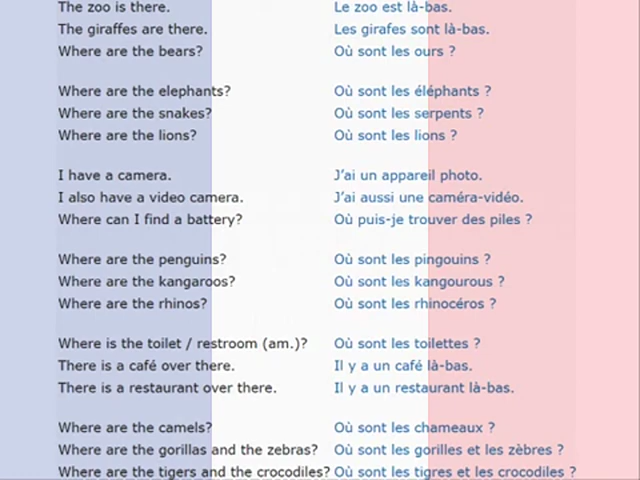 The zoo is there. Le zoo est là-bas.
The giraffes are there. Les girafes sont là-bas.
Where are the bears? Où sont les ours ?
Where are the elephants? Où sont les éléphants ?
Where are the snakes? Où sont les serpents ?
Where are the lions? Où sont les lions ?
I have a camera. J'ai un appareil photo.
I also have a video camera. J'ai aussi une caméra-vidéo.
Where can I find a battery? Où puis-je trouver des piles ?
Where are the penguins? Où sont les pingouins ?
Where are the kangaroos? Où sont les kangourous ?
Where are the rhinos? Où sont les rhinocéros ?
Where is the toilet / restroom (am.)? Où sont les toilettes ?
There is a café over there. Il y a un café là-bas.
There is a restaurant over there. Il y a un restaurant là-bas.
Where are the camels? Où sont les chameaux ?
Where are the gorillas and the zebras? Où sont les gorilles et les zèbres ?
Where are the tigers and the crocodiles? Où sont les tigres et les crocodiles ?